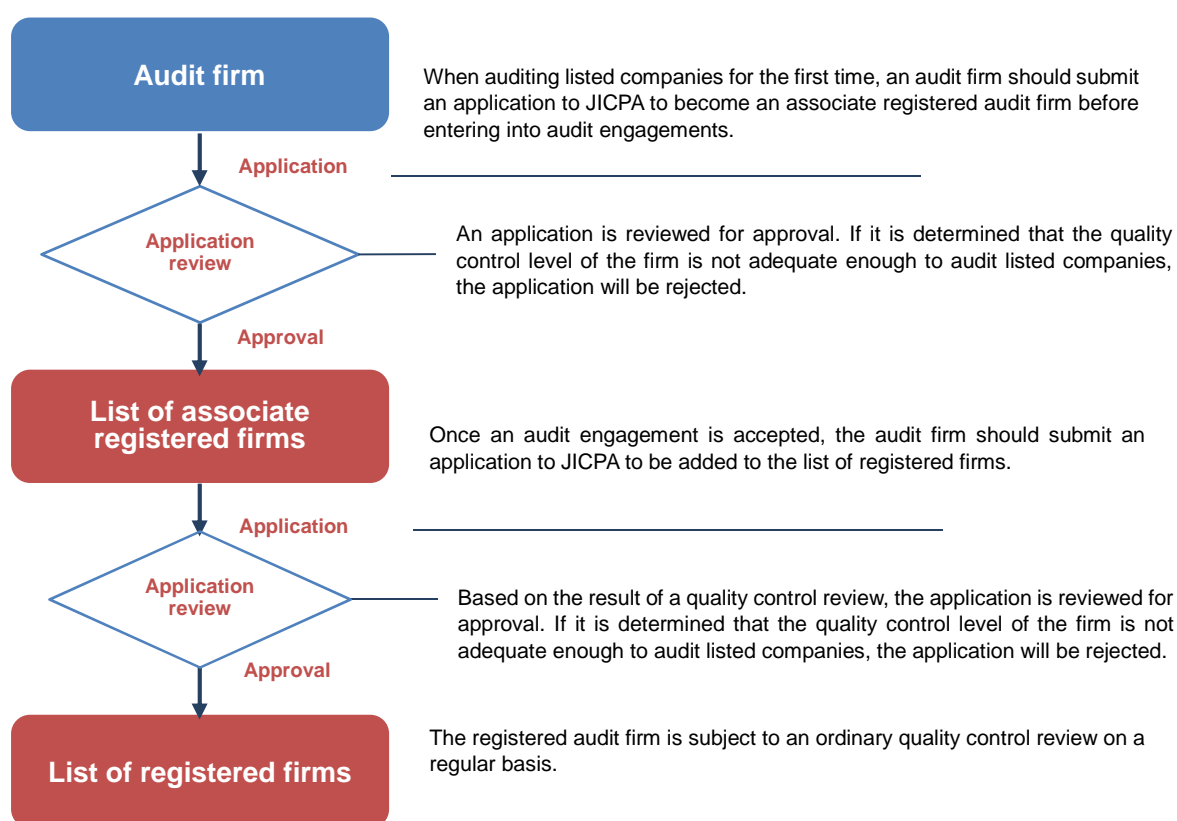 Audit firm
When auditing listed companies for the first time, an audit firm should submit
an application to JICPA to become an associate registered audit firm before
entering into audit engagements.
Application
Application
review
An application is reviewed for approval. If it is determined that the quality
control level of the firm is not adequate enough to audit listed companies,
the application will be rejected.
Approval
List of associate
registered firms
Once an audit engagement is accepted, the audit firm should submit an
application to JICPA to be added to the list of registered firms.
Application
Application
review
Based on the result of a quality control review, the application is reviewed for
approval. If it is determined that the quality control level of the firm is not
adequate enough to audit listed companies, the application will be rejected.
Approval
List of registered firms
The registered audit firm is subject to an ordinary quality control review on a
regular basis.